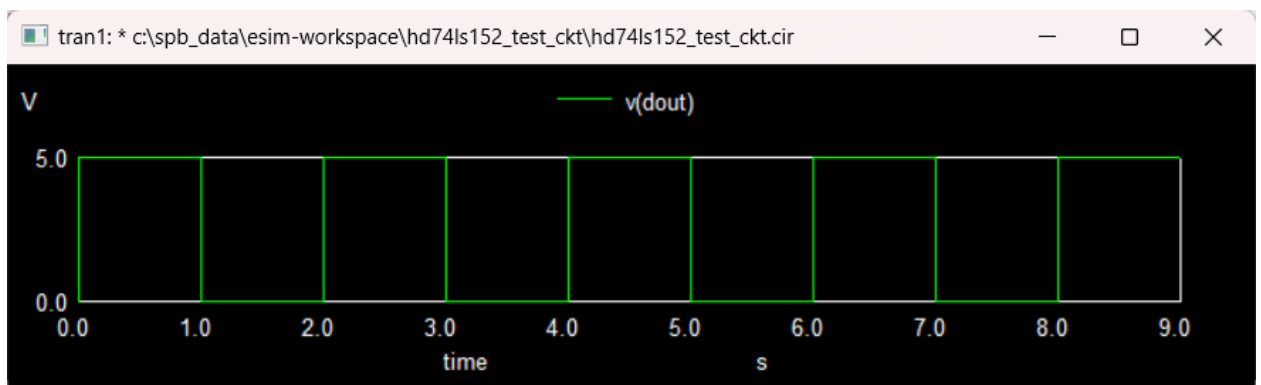 tran1: * c:\spb_data\esim-workspace\hd74ls152_test_ckt\hd74ls152_test_ckt.cir
V v(dout)
5.0
0.0
0.0 1.0 2.0 3.0 4.0 5.0 6.0 7.0 8.0 9.0
time s